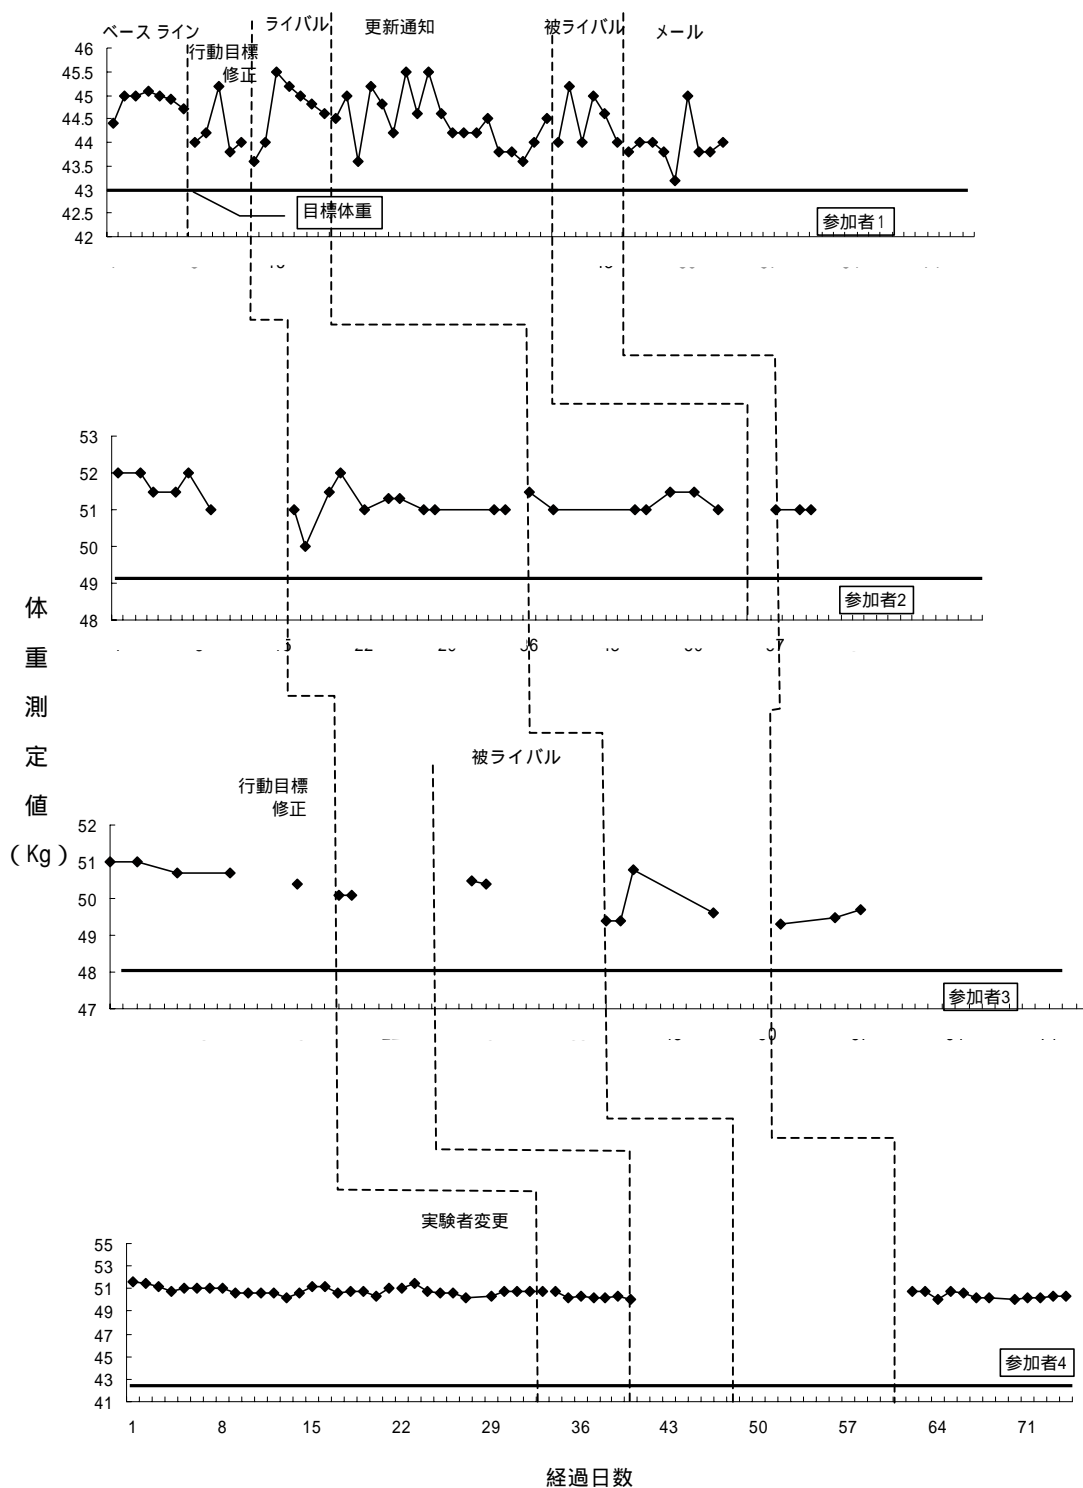 ベース ライン
行動目標
修正
ライバル
更新通知
被ライバル
メール
46
45.5
45
44.5
44
43.5
43
42.5
42
目標体重
参加者1
53
52
51
50
49
48
参加者2
22
体重測定値
(Kg)
被ライバル
行動目標
修正
52
51
50
49
48
47
参加者3
実験者変更
55
53
51
49
47
45
43
41
参加者4
1 8 15 22 29 36 43 50 57 64 71
経過日数